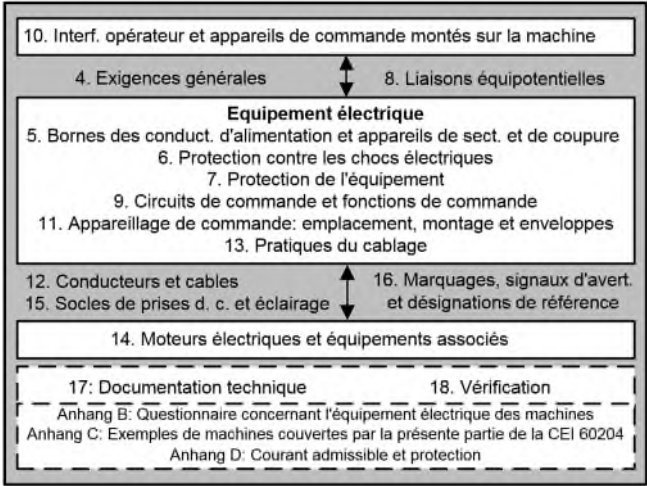 10. Interf. opérateur et appareils de commande montés sur la machine
4. Exigences générales 8. Liaisons équipotentielles
Equipement électrique
5. Bornes des conduct. d'alimentation et appareils de sect. et de coupure
6. Protection contre les chocs électriques
7. Protection de l'équipement
9. Circuits de commande et fonctions de commande
11. Appareillage de commande: emplacement, montage et enveloppes
13. Pratiques du cablage
12. Conducteurs et cables
15. Socles de prises d. c. et éclairage
16. Marquages, signaux d'avert.
et désignations de référence
14. Moteurs électriques et équipements associés
17: Documentation technique 18. Vérification
Anhang B: Questionnaire concernant l'équipement électrique des machines
Anhang C: Exemples de machines couvertes par la présente partie de la CEI 60204
Anhang D: Courant admissible et protection